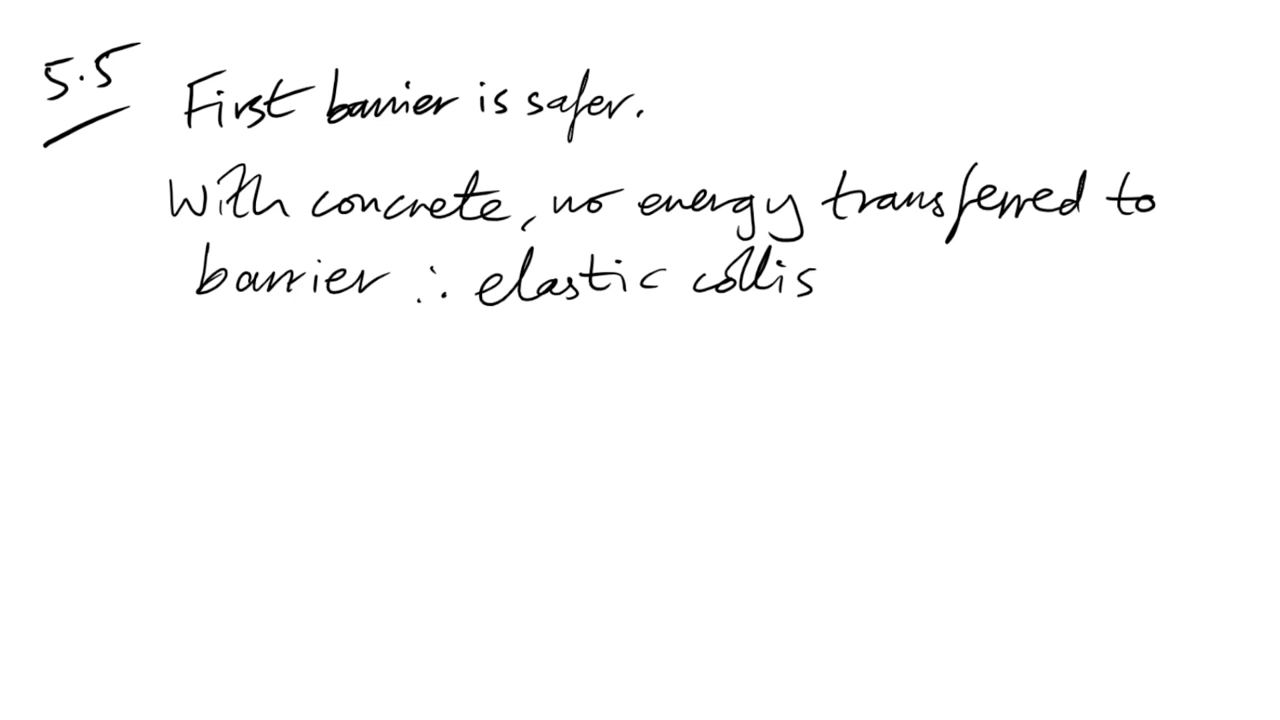 5.5
First barrier is safer.
With concrete, no energy transferred to
barrier ∴ elastic collis